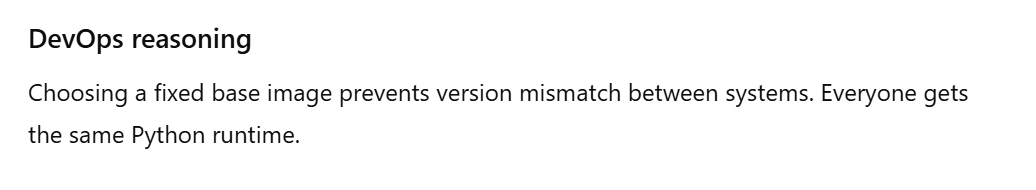 DevOps reasoning
Choosing a fixed base image prevents version mismatch between systems. Everyone gets
the same Python runtime.